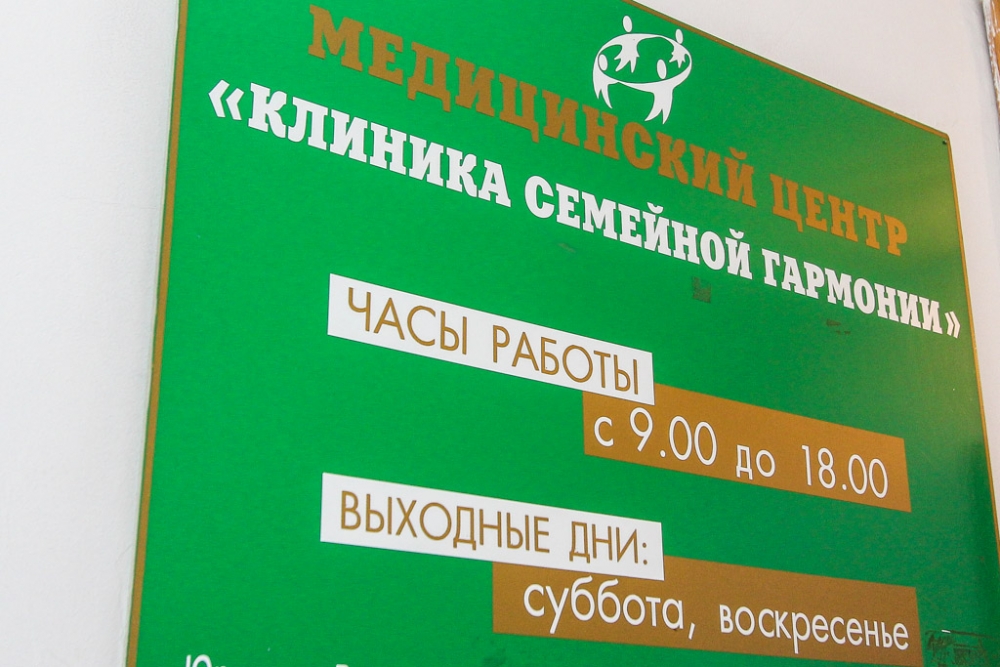 МЕДИЦИНСКИЙ ЦЕНТР
«КЛИНИКА СЕМЕЙНОЙ ГАРМОНИИ»
ЧАСЫ РАБОТЫ
с 9.00 до 18.00
ВЫХОДНЫЕ ДНИ:
суббота, воскресенье